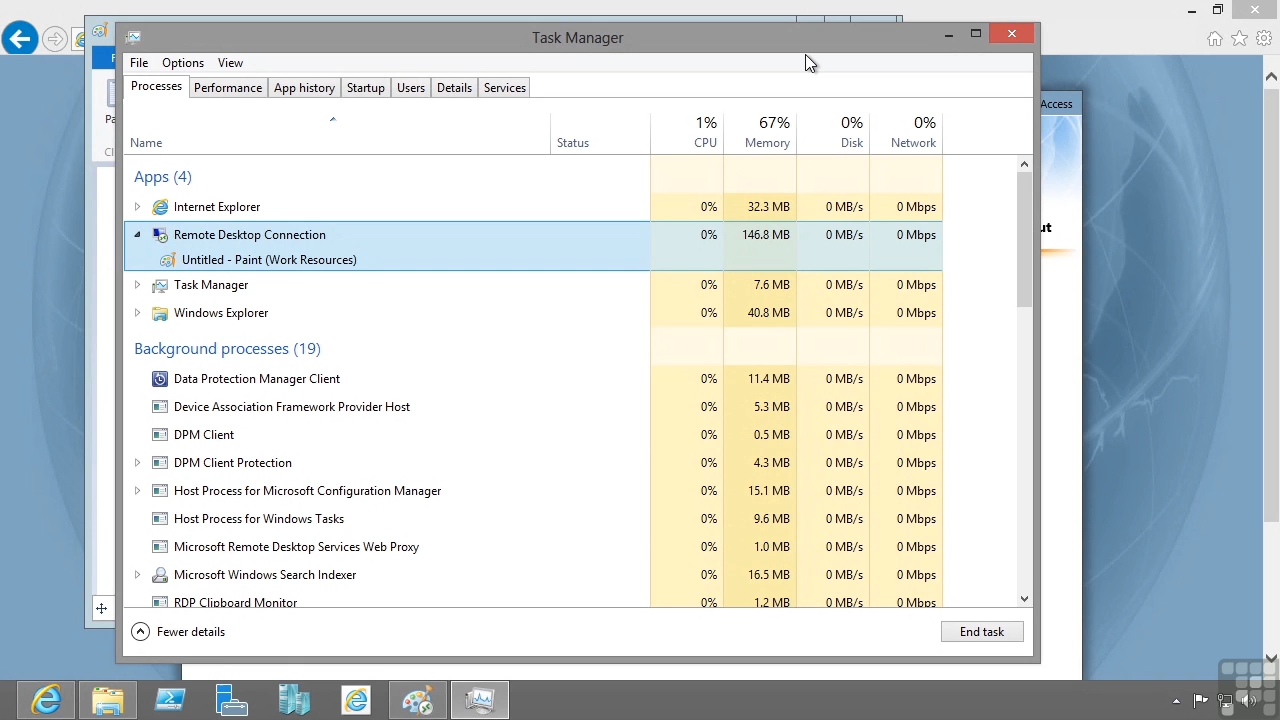 Task Manager
File Options View
Processes Performance App history Startup Users Details Services
1% 67% 0% 0%
Name Status CPU Memory Disk Network
Apps (4)
Internet Explorer 0% 32.3 MB 0 MB/s 0 Mbps
Remote Desktop Connection 0% 146.8 MB 0 MB/s 0 Mbps
Untitled - Paint (Work Resources)
Task Manager 0% 7.6 MB 0 MB/s 0 Mbps
Windows Explorer 0% 40.8 MB 0 MB/s 0 Mbps
Background processes (19)
Data Protection Manager Client 0% 11.4 MB 0 MB/s 0 Mbps
Device Association Framework Provider Host 0% 5.3 MB 0 MB/s 0 Mbps
DPM Client 0% 0.5 MB 0 MB/s 0 Mbps
DPM Client Protection 0% 4.3 MB 0 MB/s 0 Mbps
Host Process for Microsoft Configuration Manager 0% 15.1 MB 0 MB/s 0 Mbps
Host Process for Windows Tasks 0% 9.6 MB 0 MB/s 0 Mbps
Microsoft Remote Desktop Services Web Proxy 0% 1.0 MB 0 MB/s 0 Mbps
Microsoft Windows Search Indexer 0% 16.5 MB 0 MB/s 0 Mbps
RDP Clipboard Monitor 0% 1.2 MB 0 MB/s 0 Mbps
Fewer details End task
Access